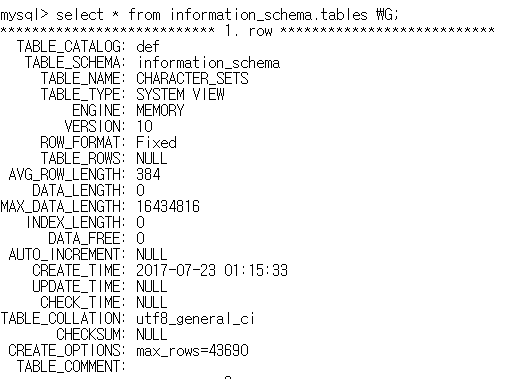 mysql> select * from information_schema.tables ₩G;
*************************** 1. row ***************************
TABLE_CATALOG: def
TABLE_SCHEMA: information_schema
TABLE_NAME: CHARACTER_SETS
TABLE_TYPE: SYSTEM VIEW
ENGINE: MEMORY
VERSION: 10
ROW_FORMAT: Fixed
TABLE_ROWS: NULL
AVG_ROW_LENGTH: 384
DATA_LENGTH: 0
MAX_DATA_LENGTH: 16434816
INDEX_LENGTH: 0
DATA_FREE: 0
AUTO_INCREMENT: NULL
CREATE_TIME: 2017-07-23 01:15:33
UPDATE_TIME: NULL
CHECK_TIME: NULL
TABLE_COLLATION: utf8_general_ci
CHECKSUM: NULL
CREATE_OPTIONS: max_rows=43690
TABLE_COMMENT: